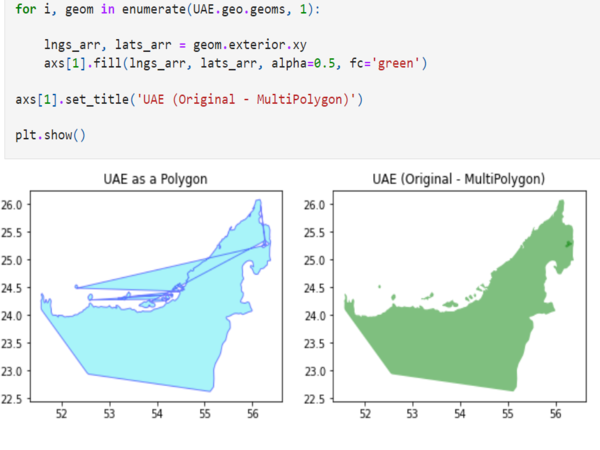 for i, geom in enumerate(UAE.geo.geoms, 1):
lngs_arr, lats_arr = geom.exterior.xy
axs[1].fill(lngs_arr, lats_arr, alpha=0.5, fc='green')
axs[1].set_title('UAE (Original - MultiPolygon)')
plt.show()
UAE as a Polygon
26.0
25.5
25.0
24.5
24.0
23.5
23.0
22.5
52 53 54 55 56
UAE (Original - MultiPolygon)
26.0
25.5
25.0
24.5
24.0
23.5
23.0
22.5
52 53 54 55 56